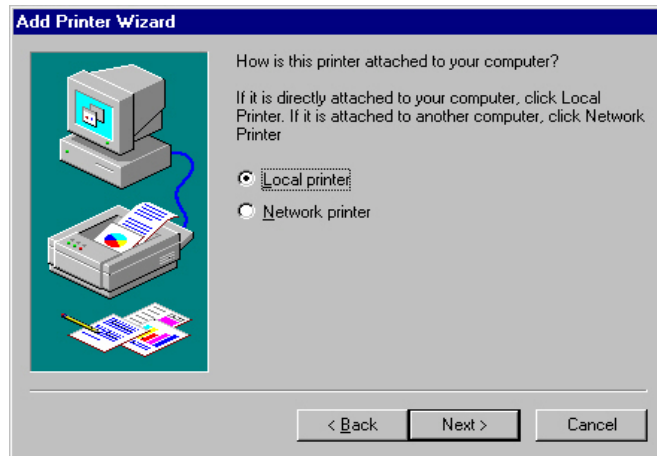 Add Printer Wizard
How is this printer attached to your computer?
If it is directly attached to your computer, click Local
Printer. If it is attached to another computer, click Network
Printer
Local printer
Network printer
< Back
Next >
Cancel